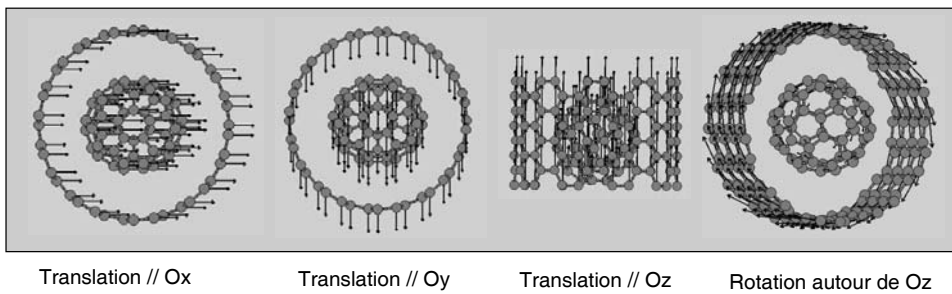 Translation // Ox
Translation // Oy
Translation // Oz
Rotation autour de Oz